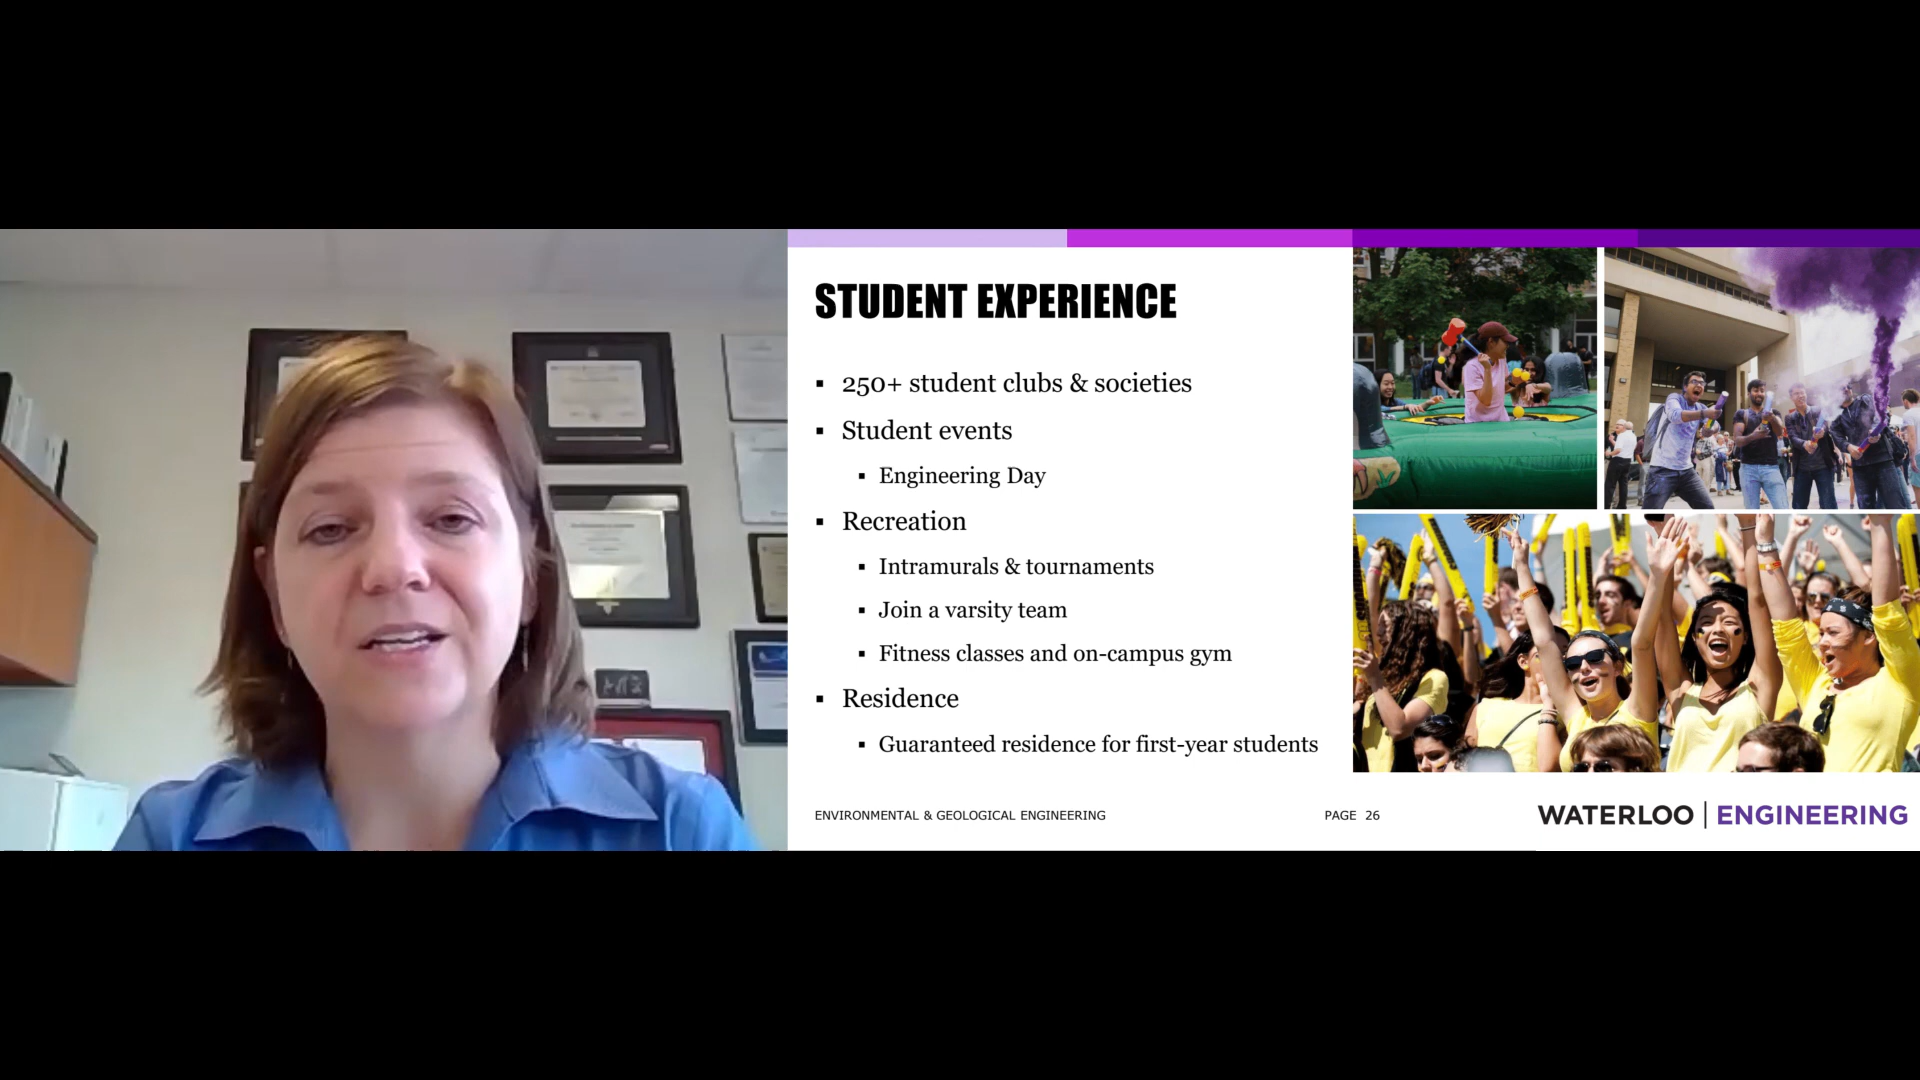 STUDENT EXPERIENCE
▪ 250+ student clubs & societies
▪ Student events
▪ Engineering Day
▪ Recreation
▪ Intramurals & tournaments
▪ Join a varsity team
▪ Fitness classes and on-campus gym
▪ Residence
▪ Guaranteed residence for first-year students
ENVIRONMENTAL & GEOLOGICAL ENGINEERING
PAGE 26
WATERLOO | ENGINEERING